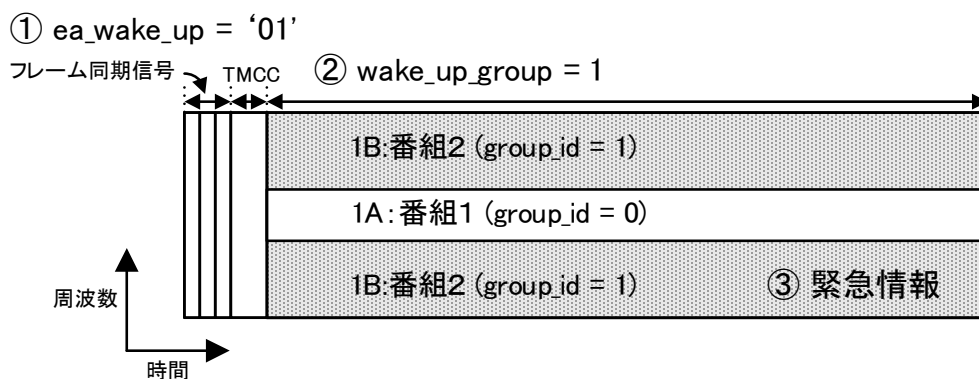 ① ea_wake_up = ‘01’
フレーム同期信号 TMCC ② wake_up_group = 1
1B:番組2 (group_id = 1)
1A:番組1 (group_id = 0)
1B:番組2 (group_id = 1) ③ 緊急情報
周波数
時間